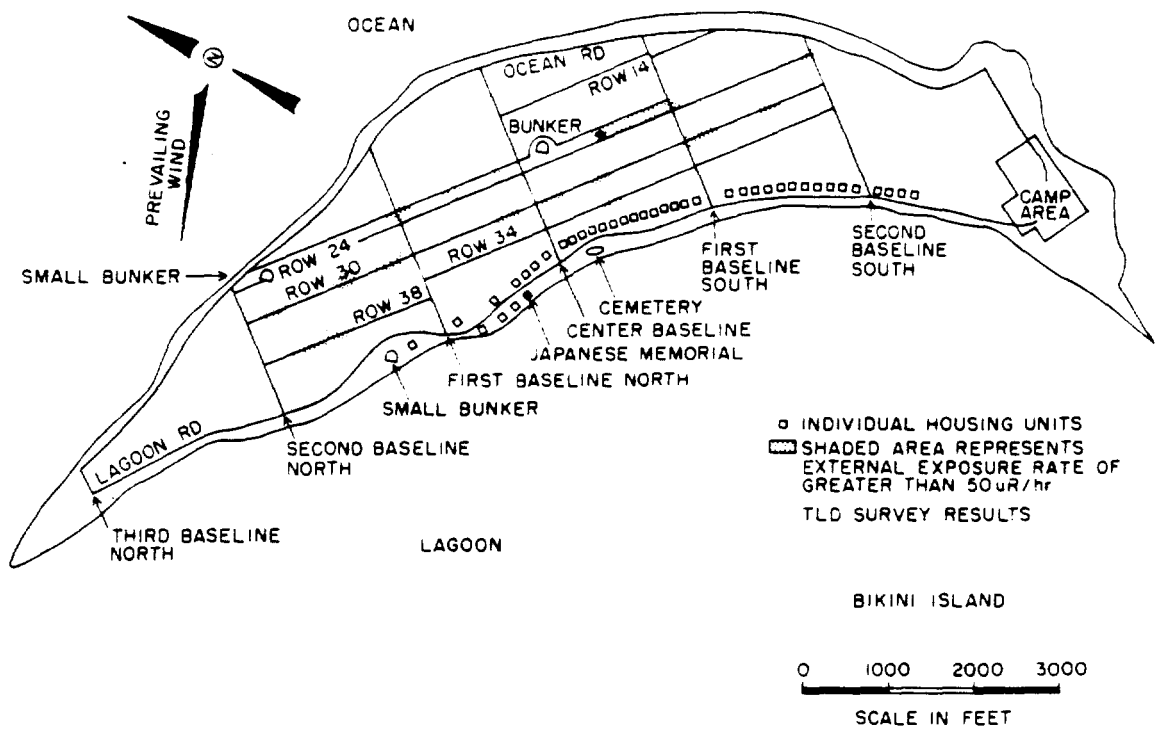 OCEAN
N
OCEAN RD
ROW 14
PREVAILING
WIND
BUNKER
SMALL BUNKER
ROW 24
ROW 30
ROW 34
ROW 38
CAMP
AREA
FIRST
BASELINE
SOUTH
SECOND
BASELINE
SOUTH
CEMETERY
CENTER BASELINE
JAPANESE MEMORIAL
FIRST BASELINE NORTH
SMALL BUNKER
LAGOON RD
SECOND BASELINE
NORTH
THIRD BASELINE
NORTH
LAGOON
INDIVIDUAL HOUSING UNITS
SHADED AREA REPRESENTS
EXTERNAL EXPOSURE RATE OF
GREATER THAN 50uR/hr
TLD SURVEY RESULTS
BIKINI ISLAND
0 1000 2000 3000
SCALE IN FEET